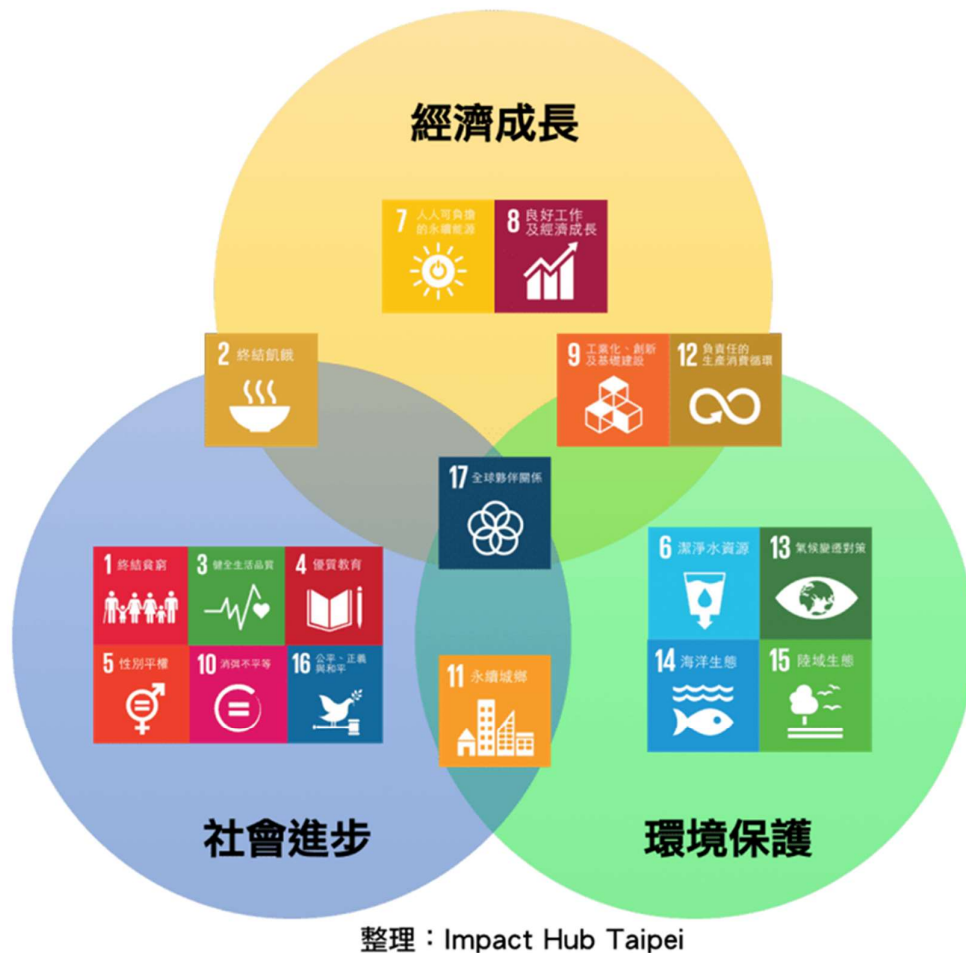 經濟成長
7 人人可負擔
的永續能源
8 良好工作
及經濟成長
2 終結飢餓
9 工業化、創新
及基礎建設
12 負責任的
生產消費循環
17 全球夥伴關係
1 終結貧窮
3 健全生活品質
4 優質教育
5 性別平權
10 消弭不平等
16 公平、正義
與和平
11 永續城鄉
6 潔淨水資源
13 氣候變遷對策
14 海洋生態
15 陸域生態
社會進步
環境保護
整理：Impact Hub Taipei